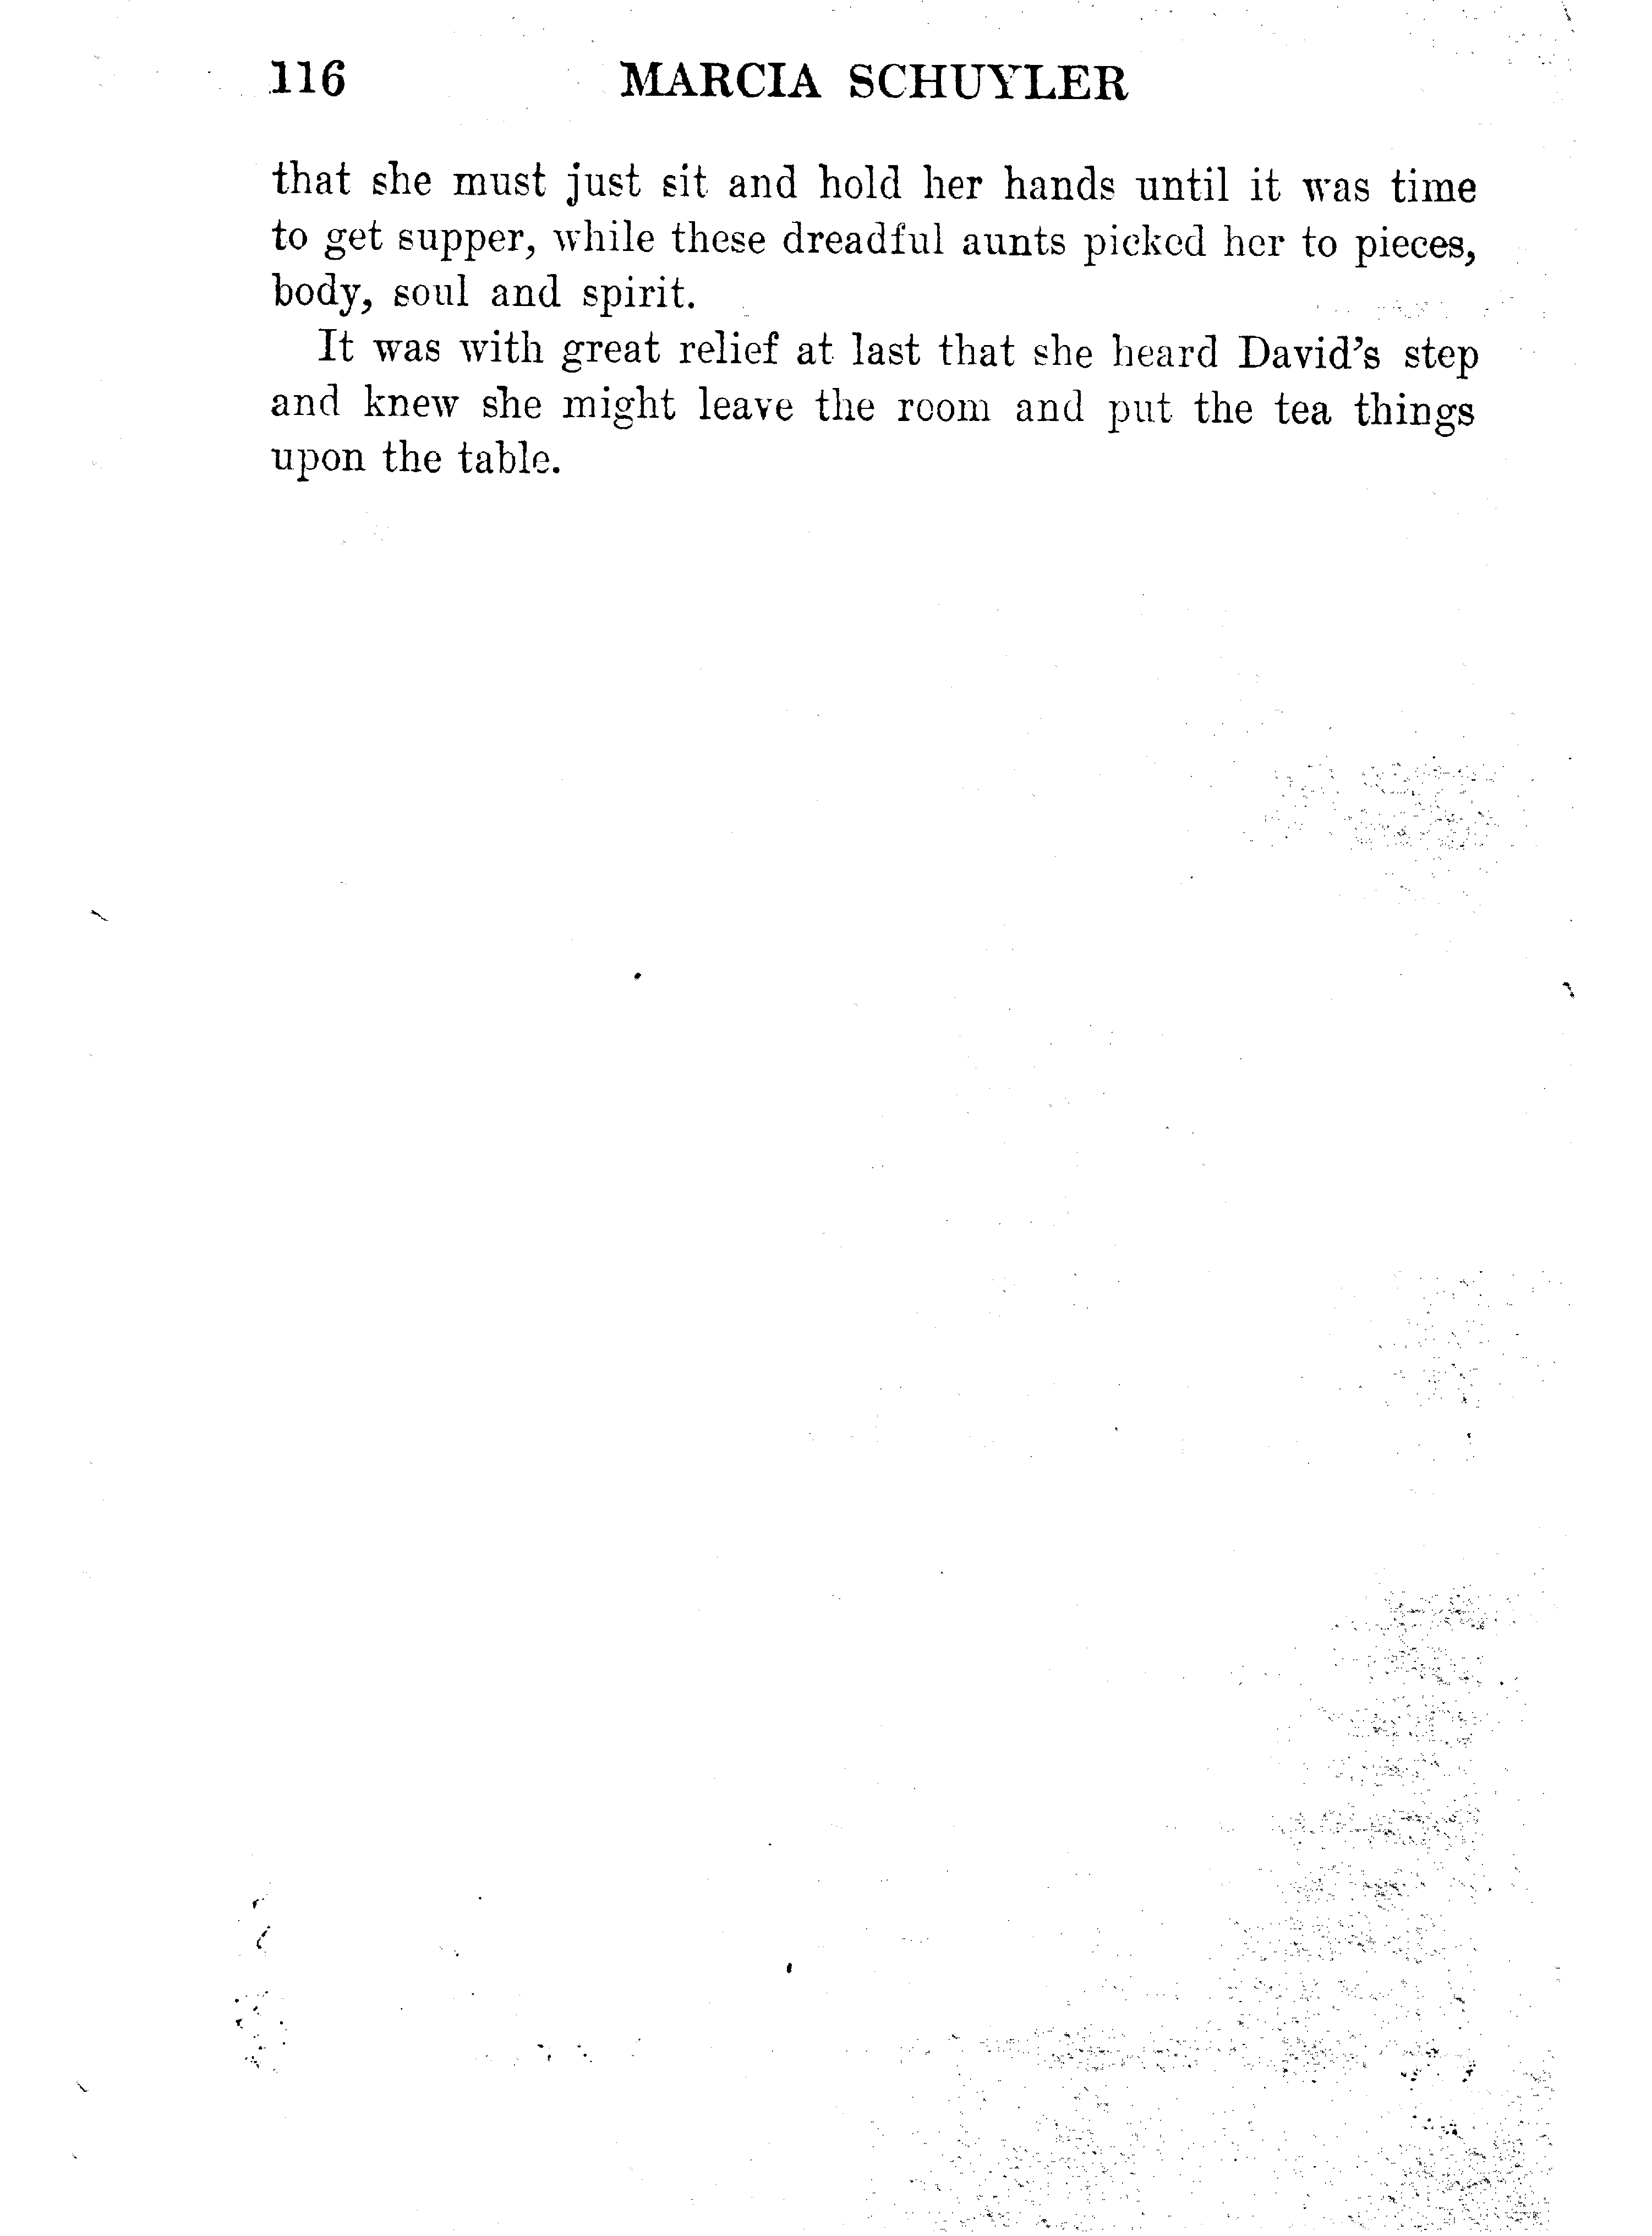 116 MARCIA SCHUYLER
that she must just sit and hold her hands until it was time
to get supper, while these dreadful aunts picked her to pieces,
body, soul and spirit.
It was with great relief at last that she heard David's step
and knew she might leave the room and put the tea things
upon the table.